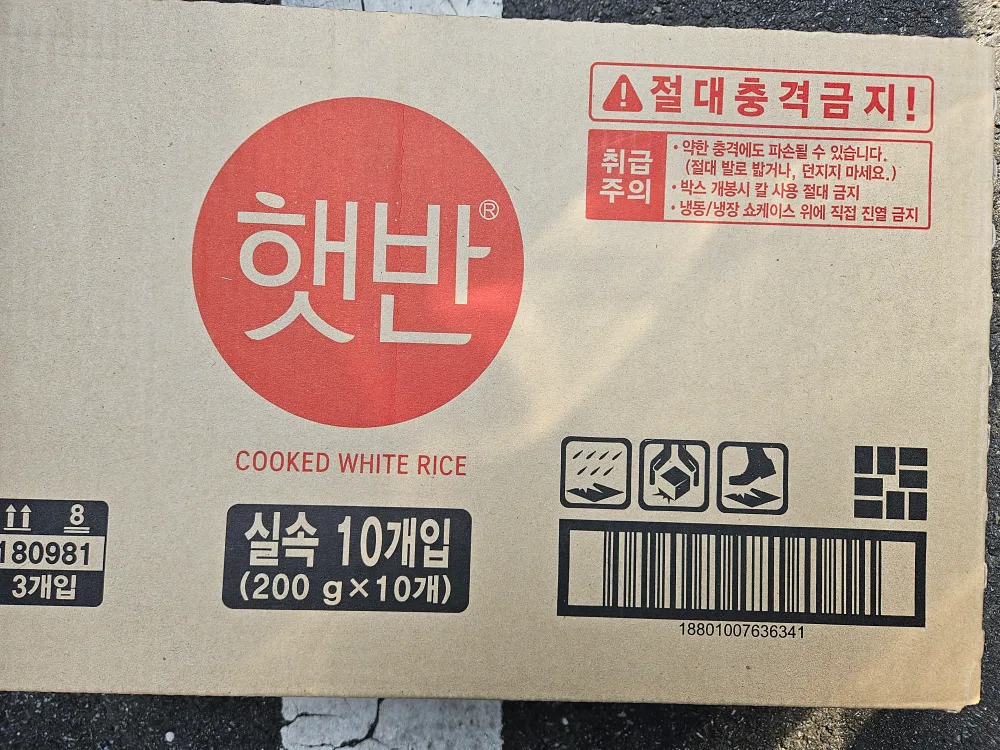 절대충격금지!
취급
주의
• 약한 충격에도 파손될 수 있습니다.
(절대 발로 밟거나, 던지지 마세요.)
• 박스 개봉시 칼 사용 절대 금지
• 냉동/냉장 쇼케이스 위에 직접 진열 금지
햇반®
COOKED WHITE RICE
8
180981
3개입
실속 10개입
(200 g×10개)
18801007636341